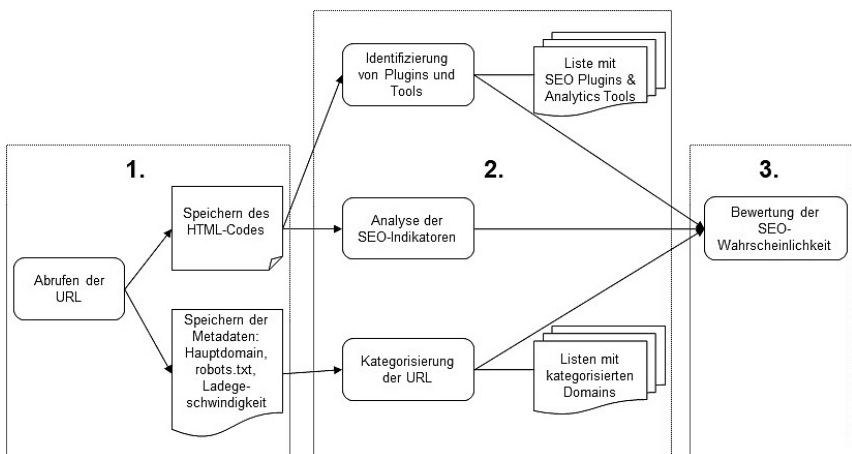 1.
Abrufen der
URL
Speichern des
HTML-Codes
Speichern der
Metadaten:
Hauptdomain,
robots.txt,
Ladege-
schwindigkeit
2.
Identifizierung
von Plugins und
Tools
Liste mit
SEO Plugins &
Analytics Tools
Analyse der
SEO-Indikatoren
Kategorisierung
der URL
Listen mit
kategorisierten
Domains
3.
Bewertung der
SEO-
Wahrscheinlichkeit